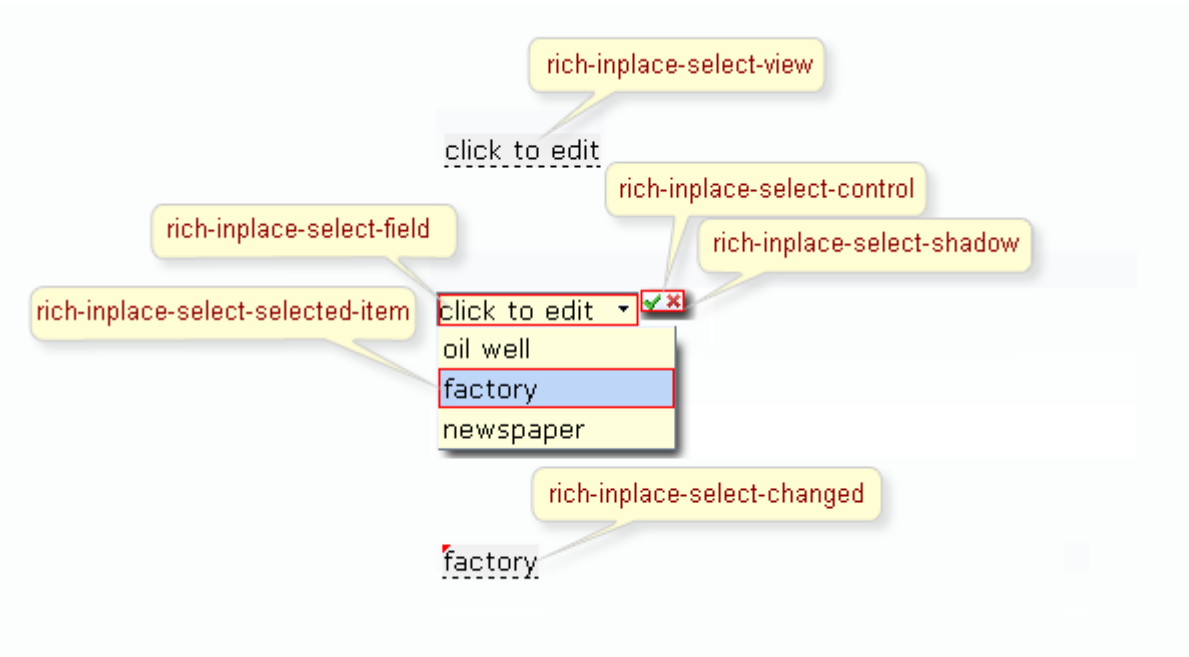 rich-inplace-select-view
click to edit
rich-inplace-select-control
rich-inplace-select-field
rich-inplace-select-shadow
rich-inplace-select-selected-item
click to edit
oil well
factory
newspaper
rich-inplace-select-changed
factory